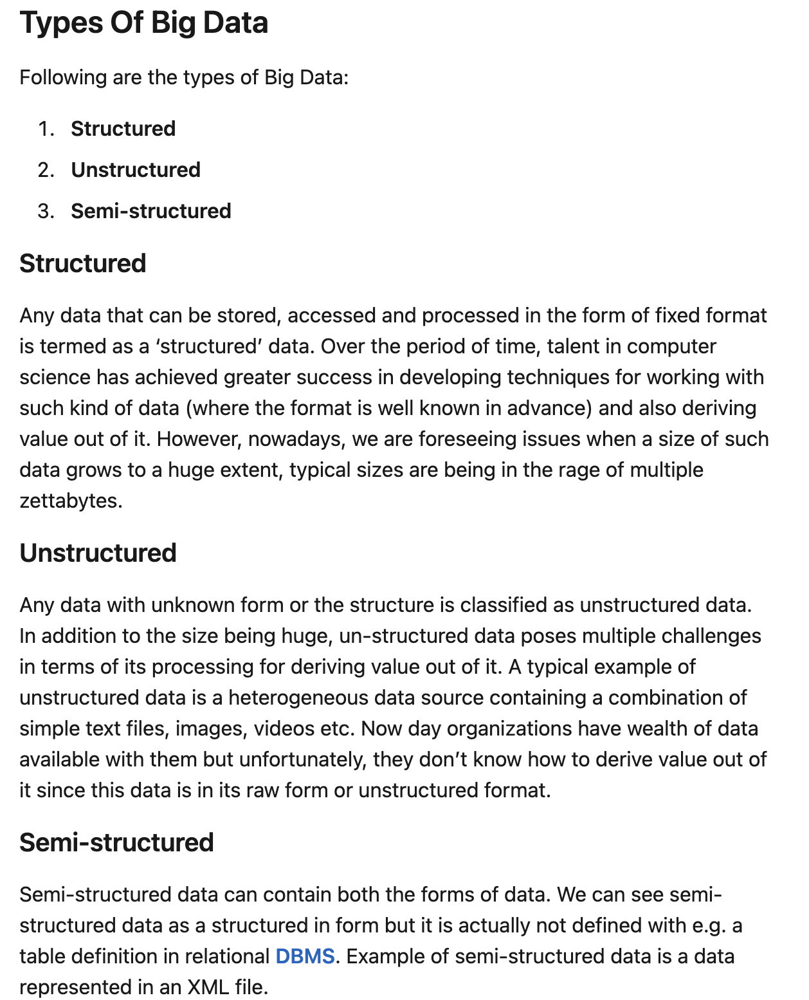 Types Of Big Data
Following are the types of Big Data:
1. Structured
2. Unstructured
3. Semi-structured
Structured
Any data that can be stored, accessed and processed in the form of fixed format
is termed as a ‘structured’ data. Over the period of time, talent in computer
science has achieved greater success in developing techniques for working with
such kind of data (where the format is well known in advance) and also deriving
value out of it. However, nowadays, we are foreseeing issues when a size of such
data grows to a huge extent, typical sizes are being in the rage of multiple
zettabytes.
Unstructured
Any data with unknown form or the structure is classified as unstructured data.
In addition to the size being huge, un-structured data poses multiple challenges
in terms of its processing for deriving value out of it. A typical example of
unstructured data is a heterogeneous data source containing a combination of
simple text files, images, videos etc. Now day organizations have wealth of data
available with them but unfortunately, they don’t know how to derive value out of
it since this data is in its raw form or unstructured format.
Semi-structured
Semi-structured data can contain both the forms of data. We can see semi-
structured data as a structured in form but it is actually not defined with e.g. a
table definition in relational DBMS. Example of semi-structured data is a data
represented in an XML file.